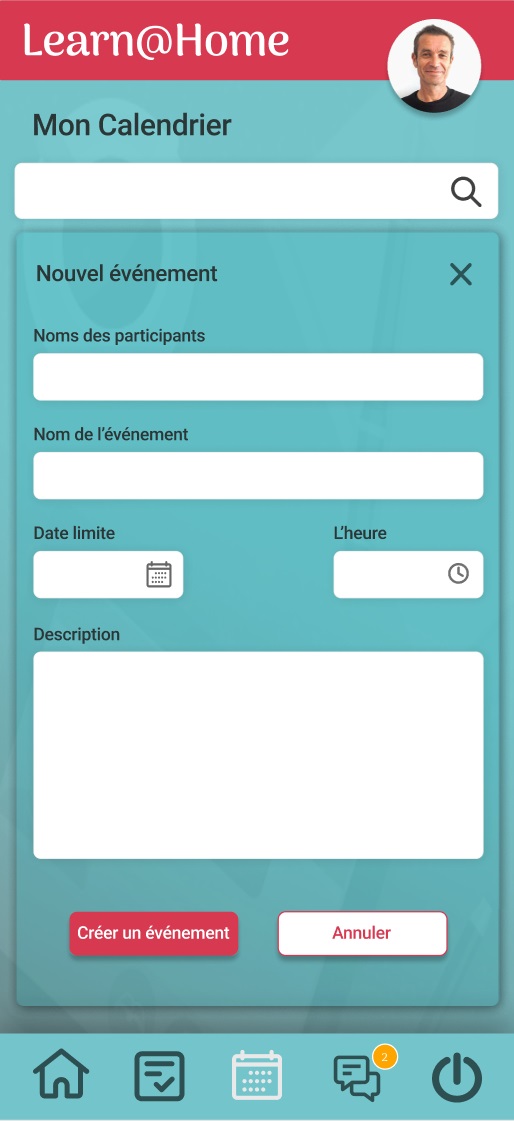 Learn@Home
Mon Calendrier
Nouvel événement
Noms des participants
Nom de l’événement
Date limite
L’heure
Description
Créer un événement
Annuler
2